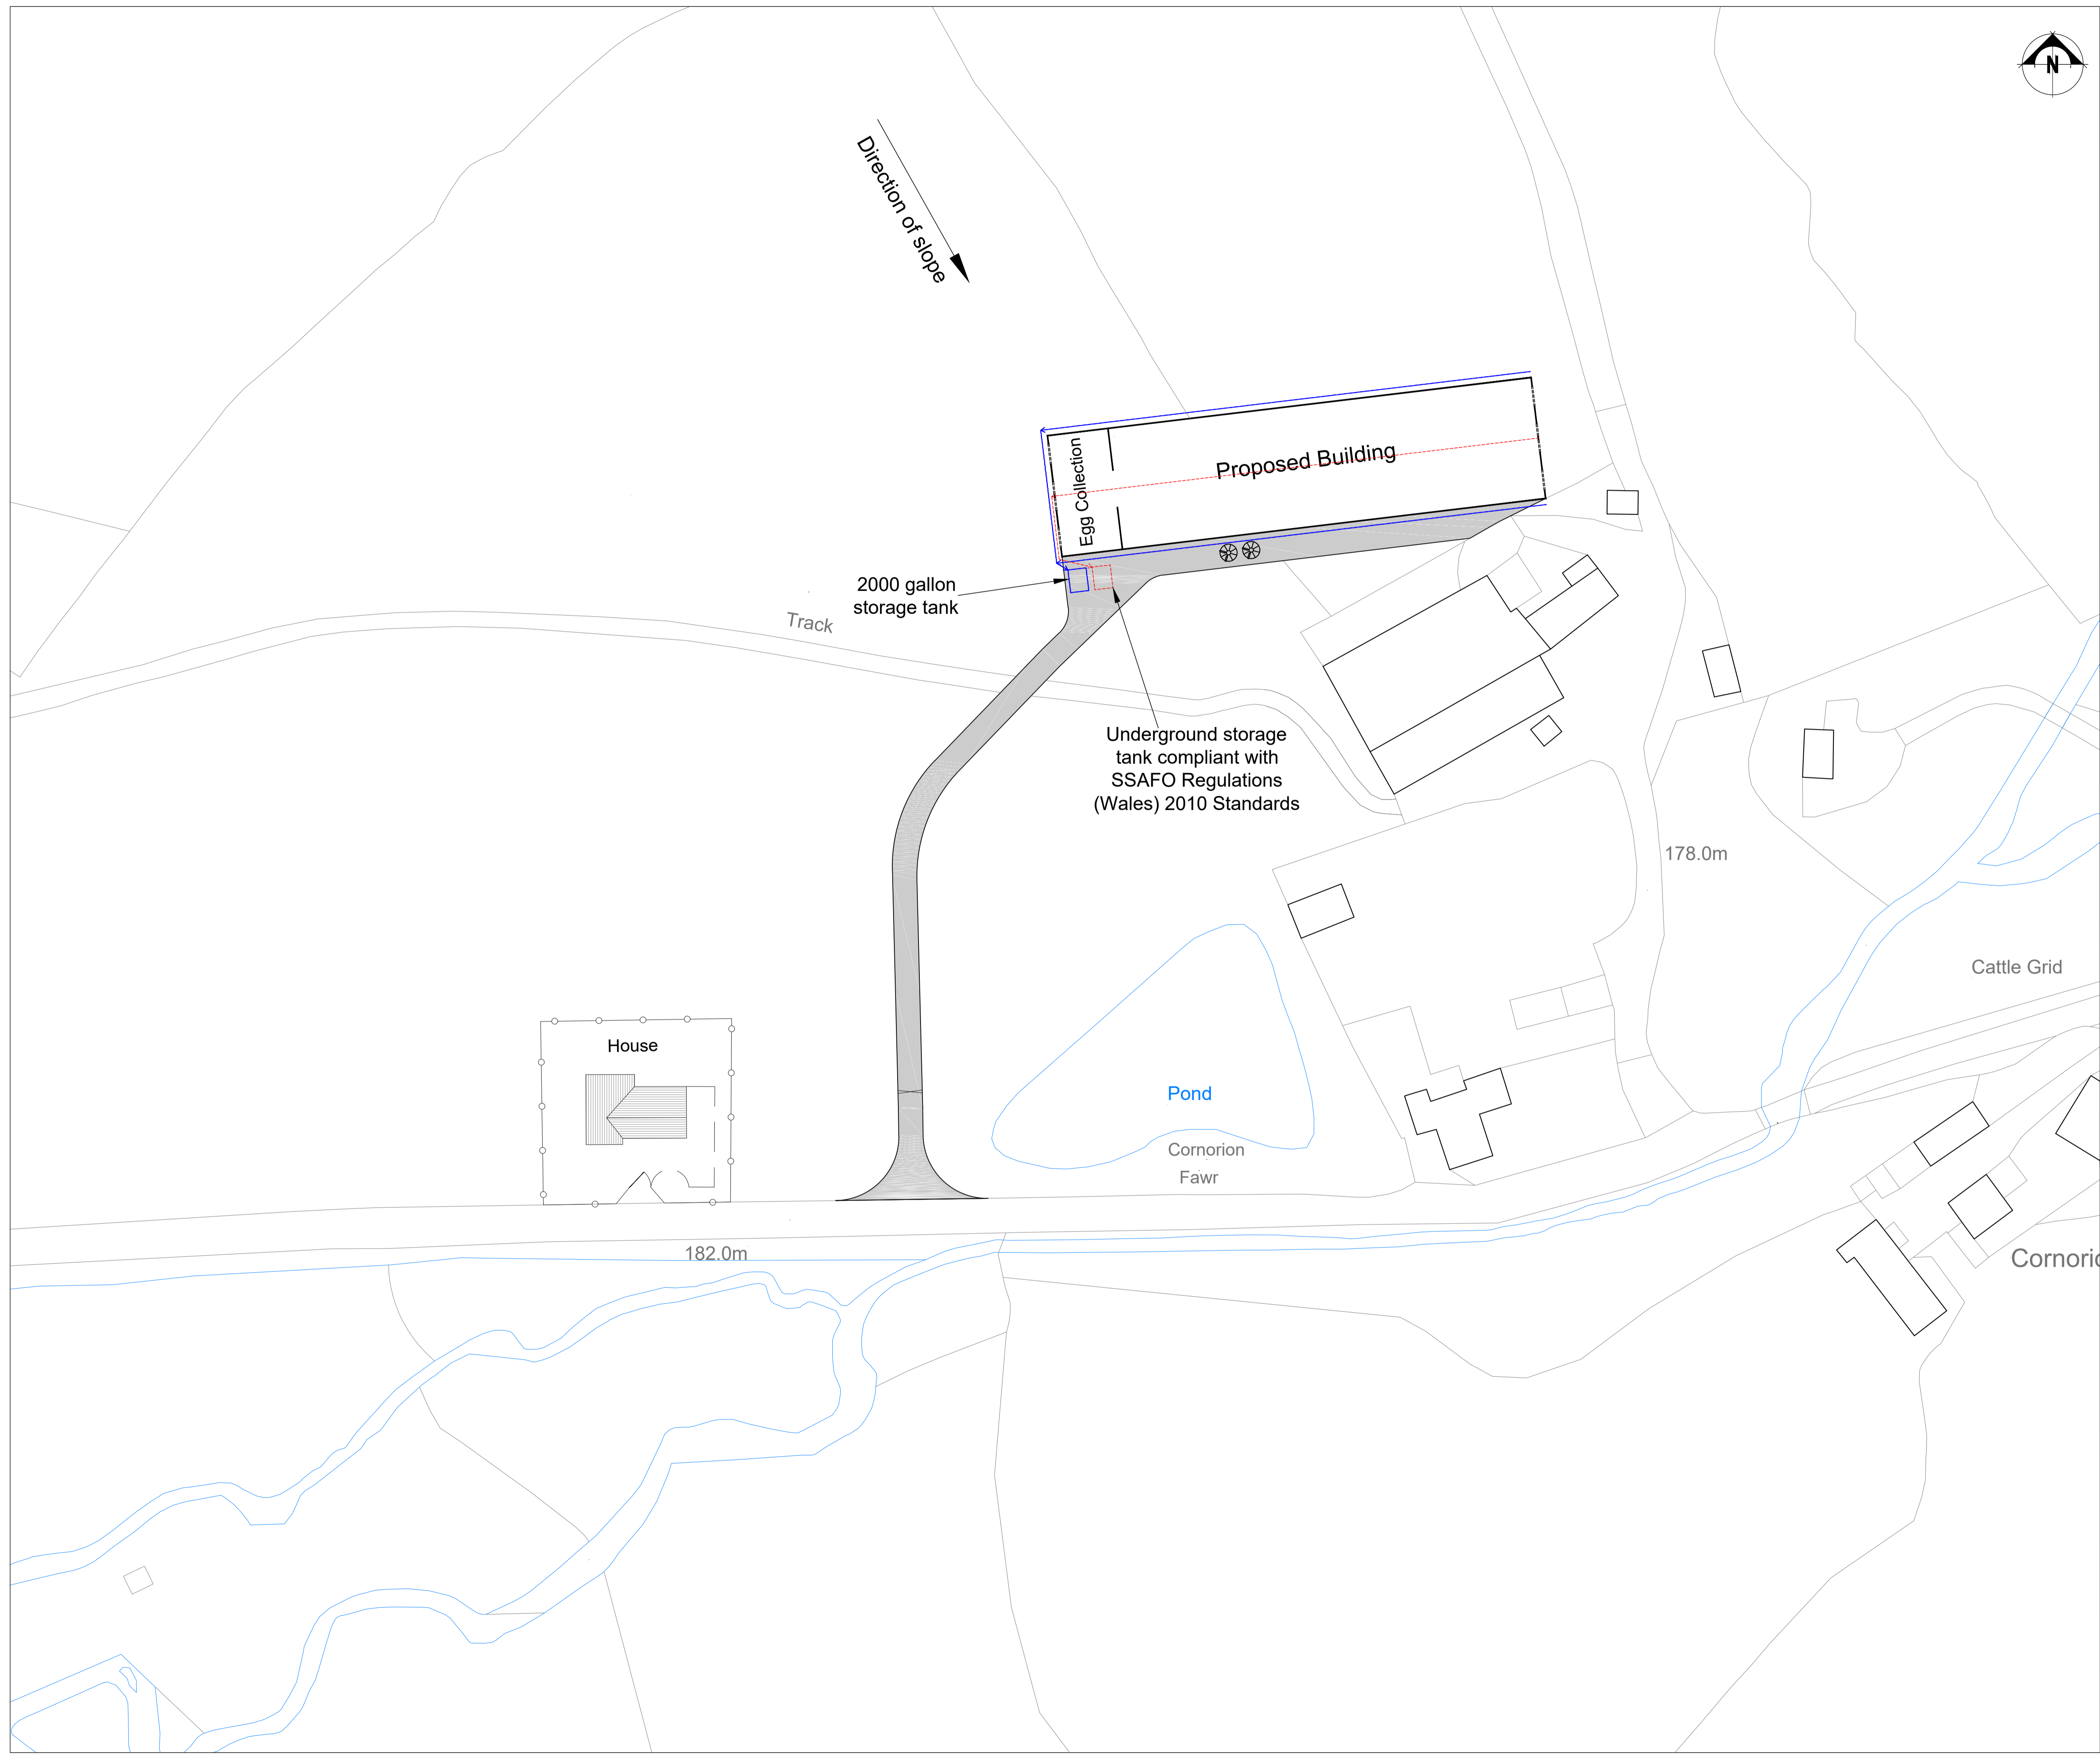 N
Direction of slope
Proposed Building
Egg Collection
2000 gallon
storage tank
Track
Underground storage
tank compliant with
SSAFO Regulations
(Wales) 2010 Standards
178.0m
Cattle Grid
House
Pond
Cornorion
Fawr
182.0m